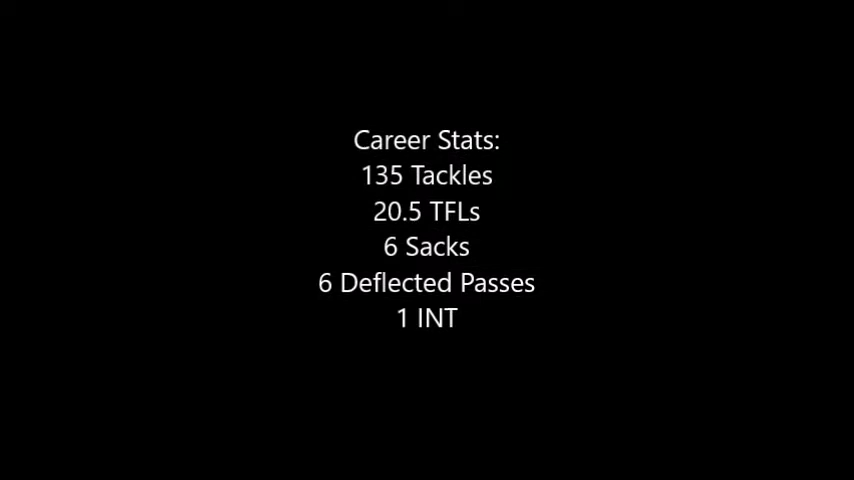 Career Stats:
135 Tackles
20.5 TFLs
6 Sacks
6 Deflected Passes
1 INT